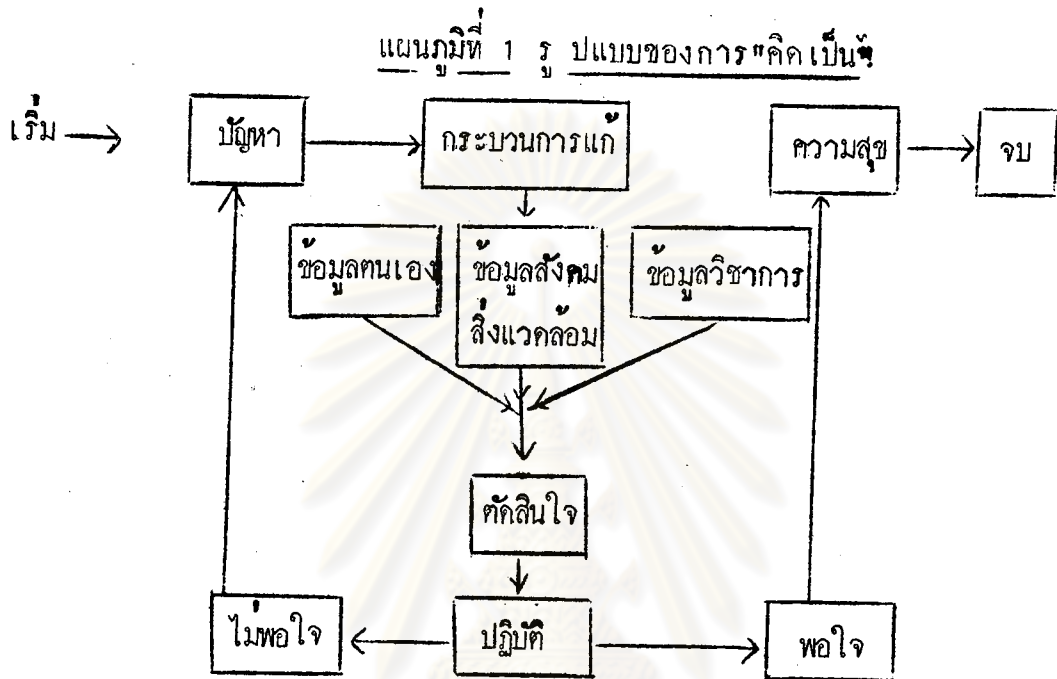 แผนภูมิที่ 1 รูปแบบของการ "คิดเป็น"
เริ่ม
ปัญหา
กระบวนการแก้
ความสุข
จบ
ข้อมูลตนเอง
ข้อมูลสังคม
สิ่งแวดล้อม
ข้อมูลวิชาการ
ตัดสินใจ
ไม่พอใจ
ปฏิบัติ
พอใจ